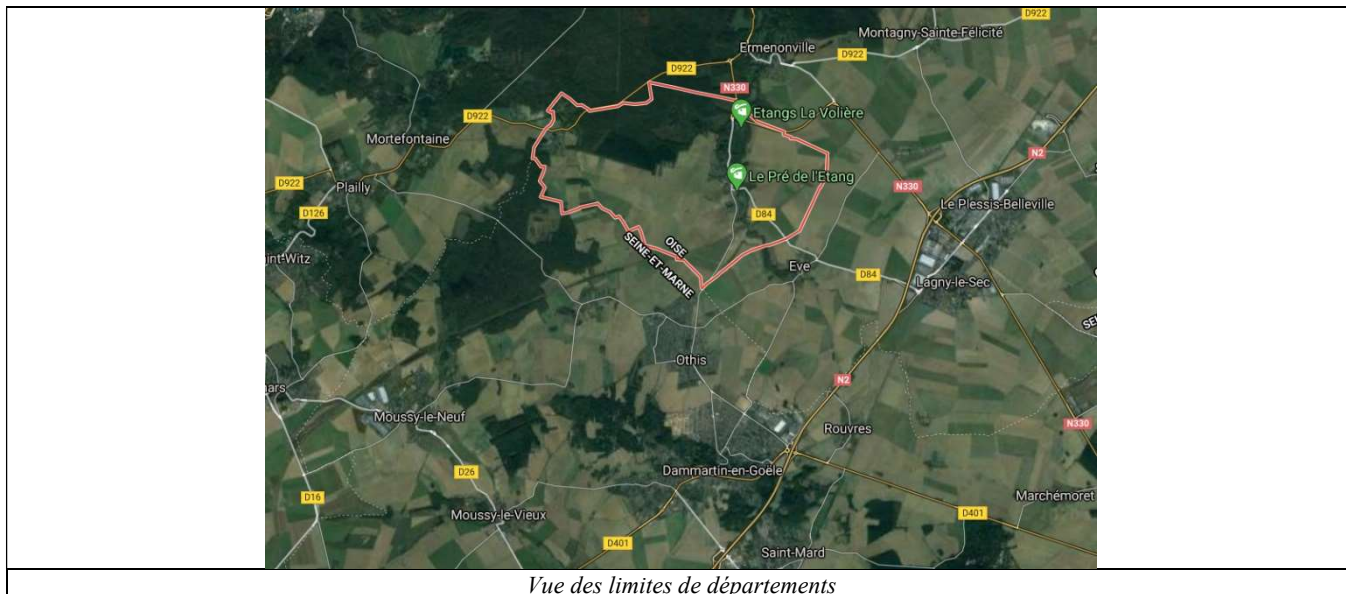 D922
Montagny-Sainte-Félicité
Ermenonville
D922
D922
N330
Etangs La Volière
Mortefontaine
D922
N2
Le Pré de l'Etang
D922
Plailly
N330
Le Plessis-Belleville
D126
D84
OISE
SEINE-ET-MARNE
Eve
D84
Lagny-le-Sec
Othis
N2
Moussy-le-Neuf
Rouvres
N330
D26
Dammartin-en-Goële
D16
Marchémoret
Moussy-le-Vieux
D401
D401
Saint-Mard
Vue des limites de départements